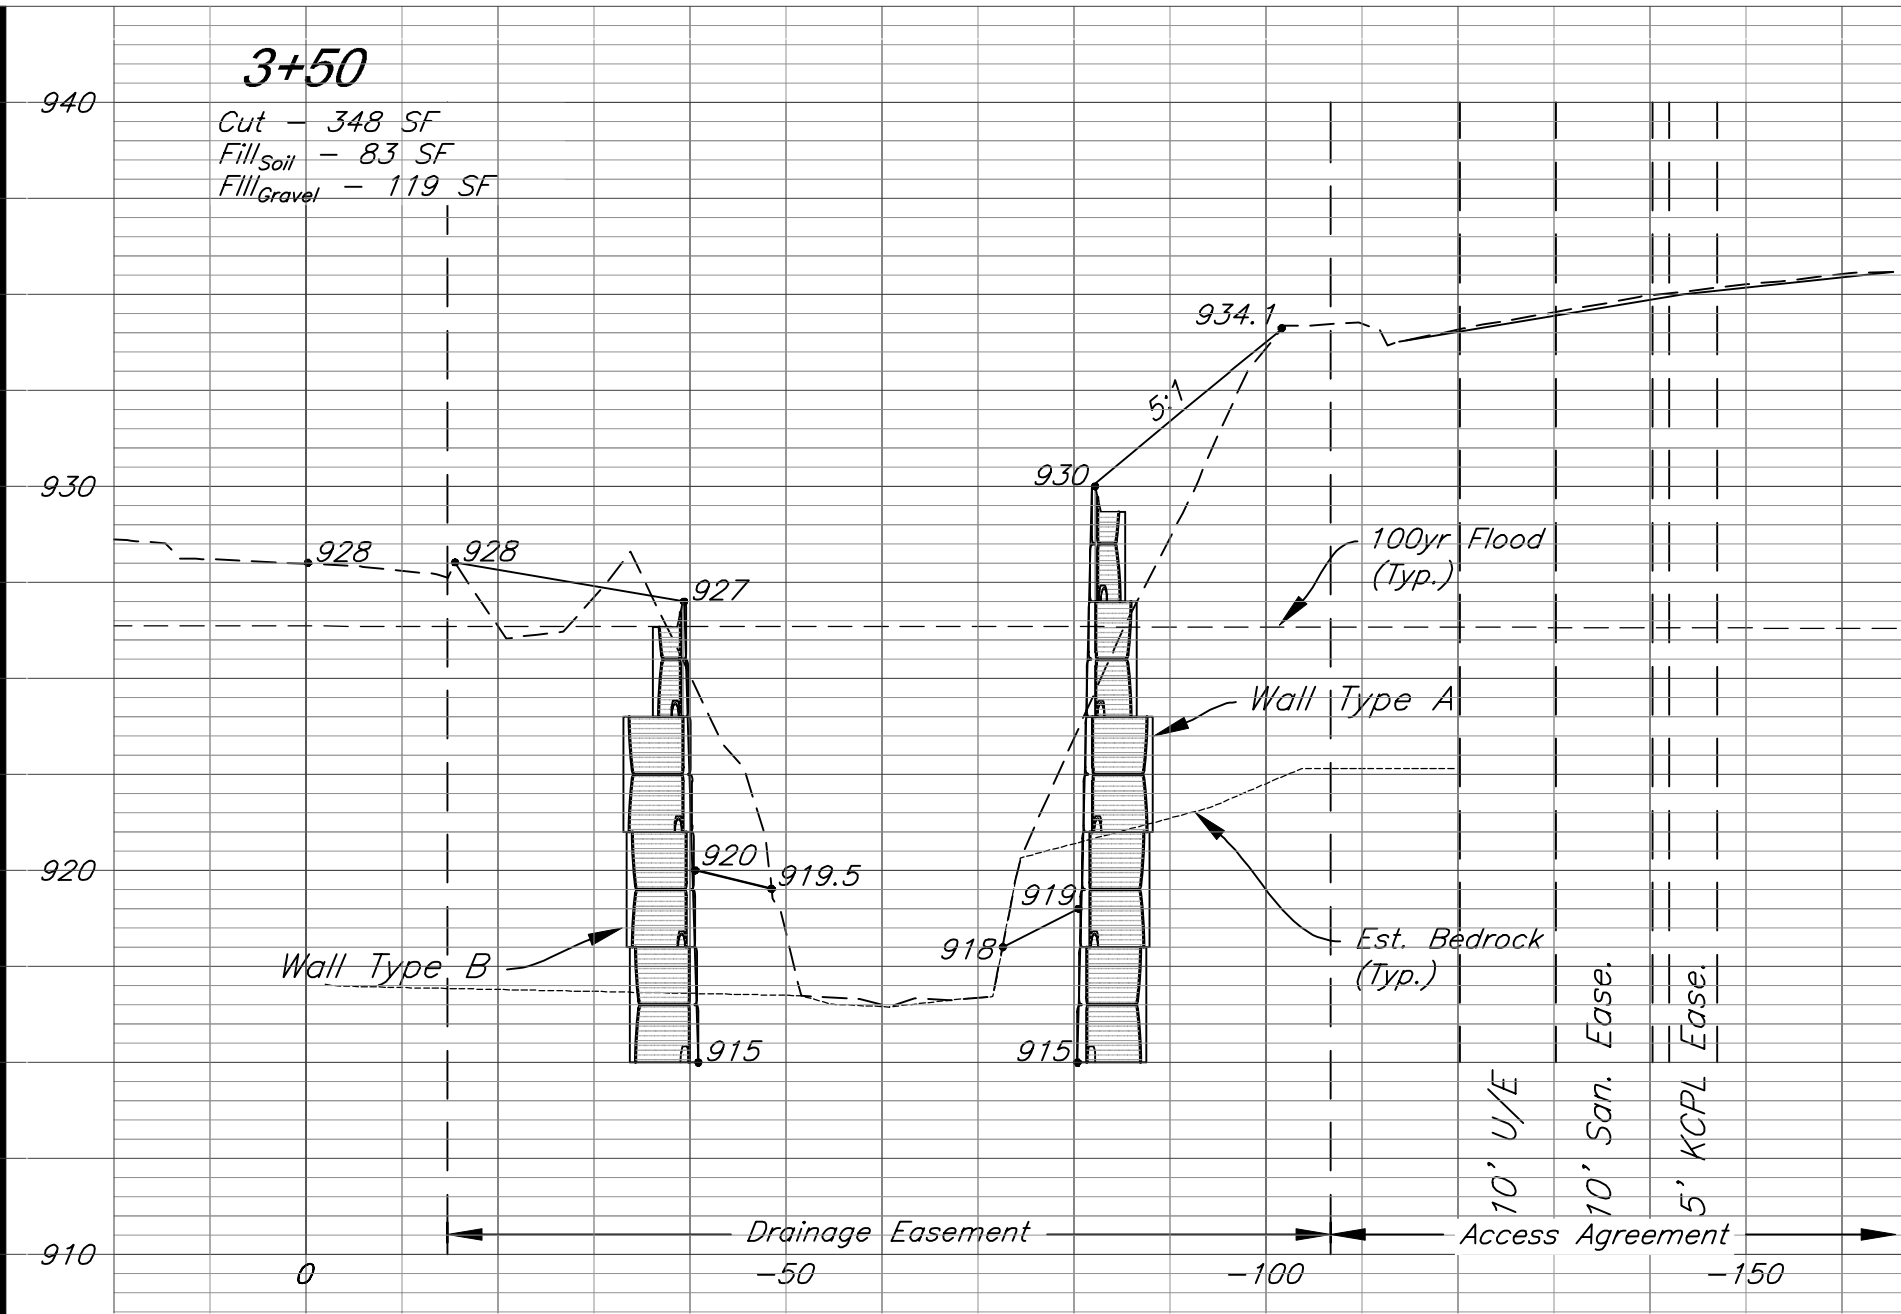 3+50
940
Cut - 348 SF
FillSoil - 83 SF
FIllGravel - 119 SF
934.1
5:1
930
930
100yr Flood
(Typ.)
928
928
927
Wall Type A
920
920
919.5
919
918
Est. Bedrock
(Typ.)
Wall Type B
915
915
10' U/E
10' San. Ease.
5' KCPL Ease.
Drainage Easement
Access Agreement
910
0
-50
-100
-150